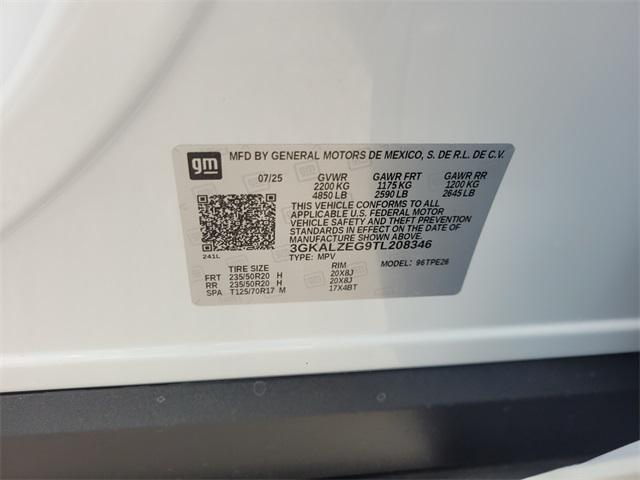 gm MFD BY GENERAL MOTORS DE MEXICO, S. DE R.L. DE C.V.
07/25 GVWR GAWR FRT GAWR RR
2200 KG 1175 KG 1200 KG
4850 LB 2590 LB 2645 LB
THIS VEHICLE CONFORMS TO ALL
APPLICABLE U.S. FEDERAL MOTOR
VEHICLE SAFETY AND THEFT PREVENTION
STANDARDS IN EFFECT ON THE DATE OF
MANUFACTURE SHOWN ABOVE.
3GKALZEG9TL208346
241L TYPE: MPV MODEL: 96TPE26
TIRE SIZE RIM
FRT 235/50R20 H 20X8J
RR 235/50R20 H 20X8J
SPA T125/70R17 M 17X4BT